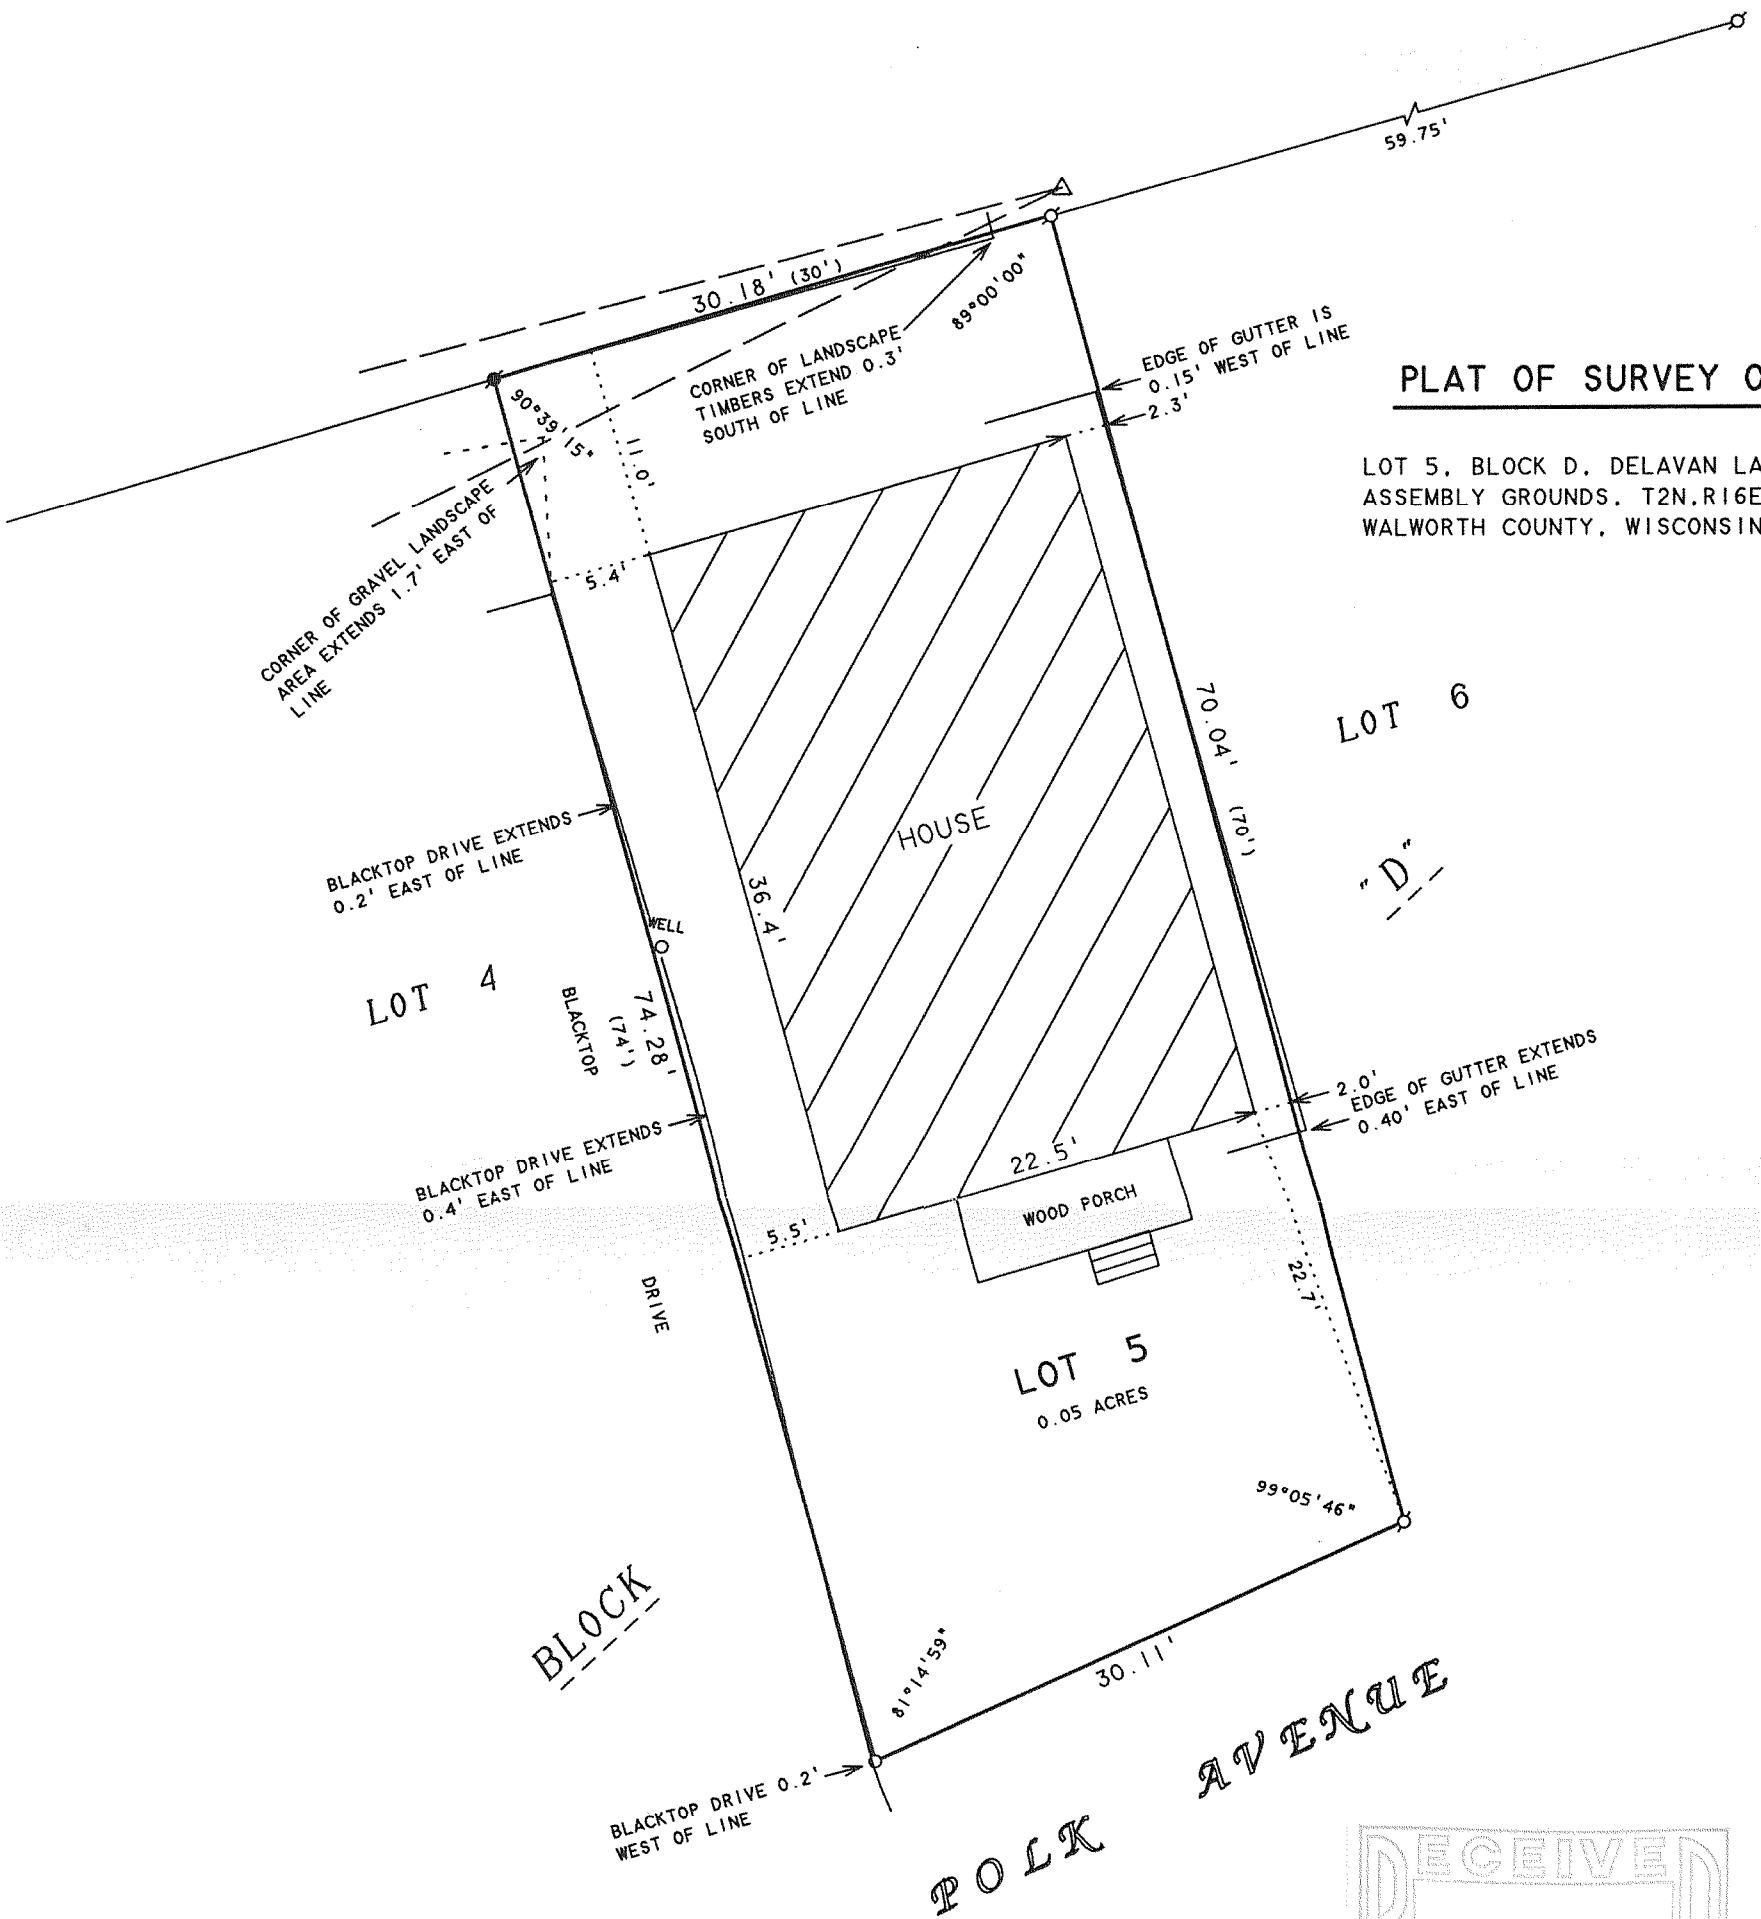 59.75'
30.18' (30')
89°00'00"
CORNER OF LANDSCAPE
TIMBERS EXTEND 0.3'
SOUTH OF LINE
EDGE OF GUTTER IS
0.15' WEST OF LINE
2.3'
PLAT OF SURVEY O
LOT 5, BLOCK D, DELAVAN LA
ASSEMBLY GROUNDS. T2N.R16E
WALWORTH COUNTY, WISCONSIN
90°39'15"
11.0'
5.4'
CORNER OF GRAVEL LANDSCAPE
AREA EXTENDS 1.7' EAST OF
LINE
70.04' (70')
LOT 6
HOUSE
BLACKTOP DRIVE EXTENDS
0.2' EAST OF LINE
"D"
36.4'
WELL
LOT 4
74.28'
(74')
BLACKTOP
2.0'
EDGE OF GUTTER EXTENDS
0.40' EAST OF LINE
BLACKTOP DRIVE EXTENDS
0.4' EAST OF LINE
22.5'
WOOD PORCH
5.5'
22.7'
DRIVE
LOT 5
0.05 ACRES
99°05'46"
BLOCK
81°14'59"
30.11'
BLACKTOP DRIVE 0.2'
WEST OF LINE
POLK AVENUE
RECEIVED